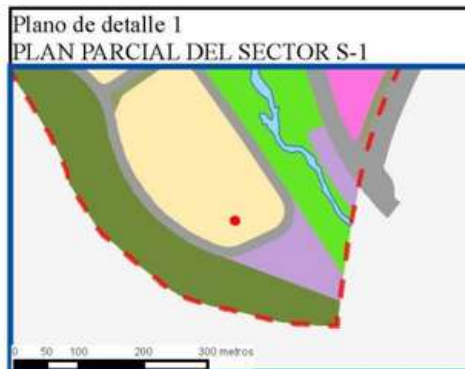 Plano de detalle 1
PLAN PARCIAL DEL SECTOR S-1
0 50 100 200 300 metros